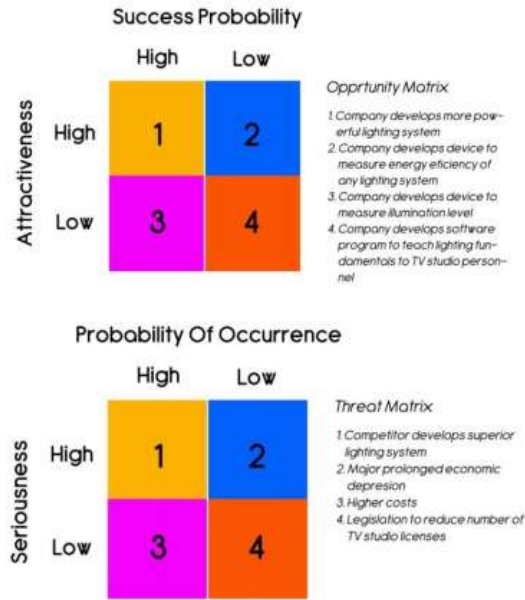 Success Probability
High Low
Attractiveness
High 1 2
Low 3 4
Opprtunity Matrix
1. Company develops more pow-
erful lighting system
2. Company develops device to
measure energy eficiency of
any lighting system
3. Company develops device to
measure illumination level
4. Company develops software
program to teach lighting fun-
damentals to TV studio person-
nel
Probability Of Occurrence
High Low
Seriousness
High 1 2
Low 3 4
Threat Matrix
1. Competitor develops superior
lighting system
2. Major prolonged economic
depresion
3. Higher costs
4. Legislation to reduce number of
TV studio licenses